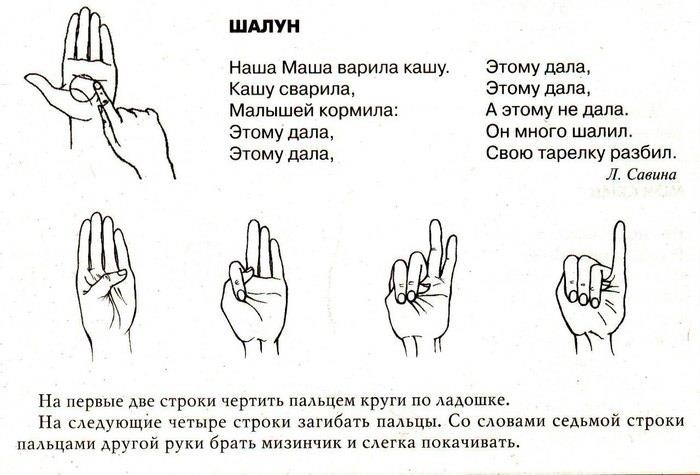 ШАЛУН
Наша Маша варила кашу.
Кашу сварила,
Малышей кормила:
Этому дала,
Этому дала,
Этому дала,
Этому дала,
А этому не дала.
Он много шалил.
Свою тарелку разбил.
Л. Савина
На первые две строки чертить пальцем круги по ладошке.
На следующие четыре строки загибать пальцы. Со словами седьмой строки
пальцами другой руки брать мизинчик и слегка покачивать.